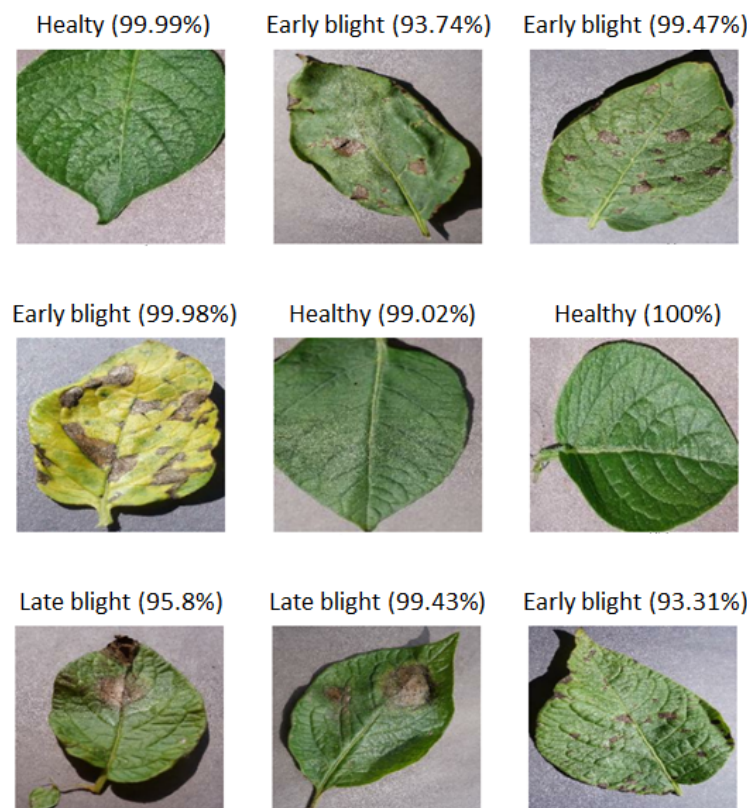 Healty (99.99%) Early blight (93.74%) Early blight (99.47%)
Early blight (99.98%) Healthy (99.02%) Healthy (100%)
Late blight (95.8%) Late blight (99.43%) Early blight (93.31%)